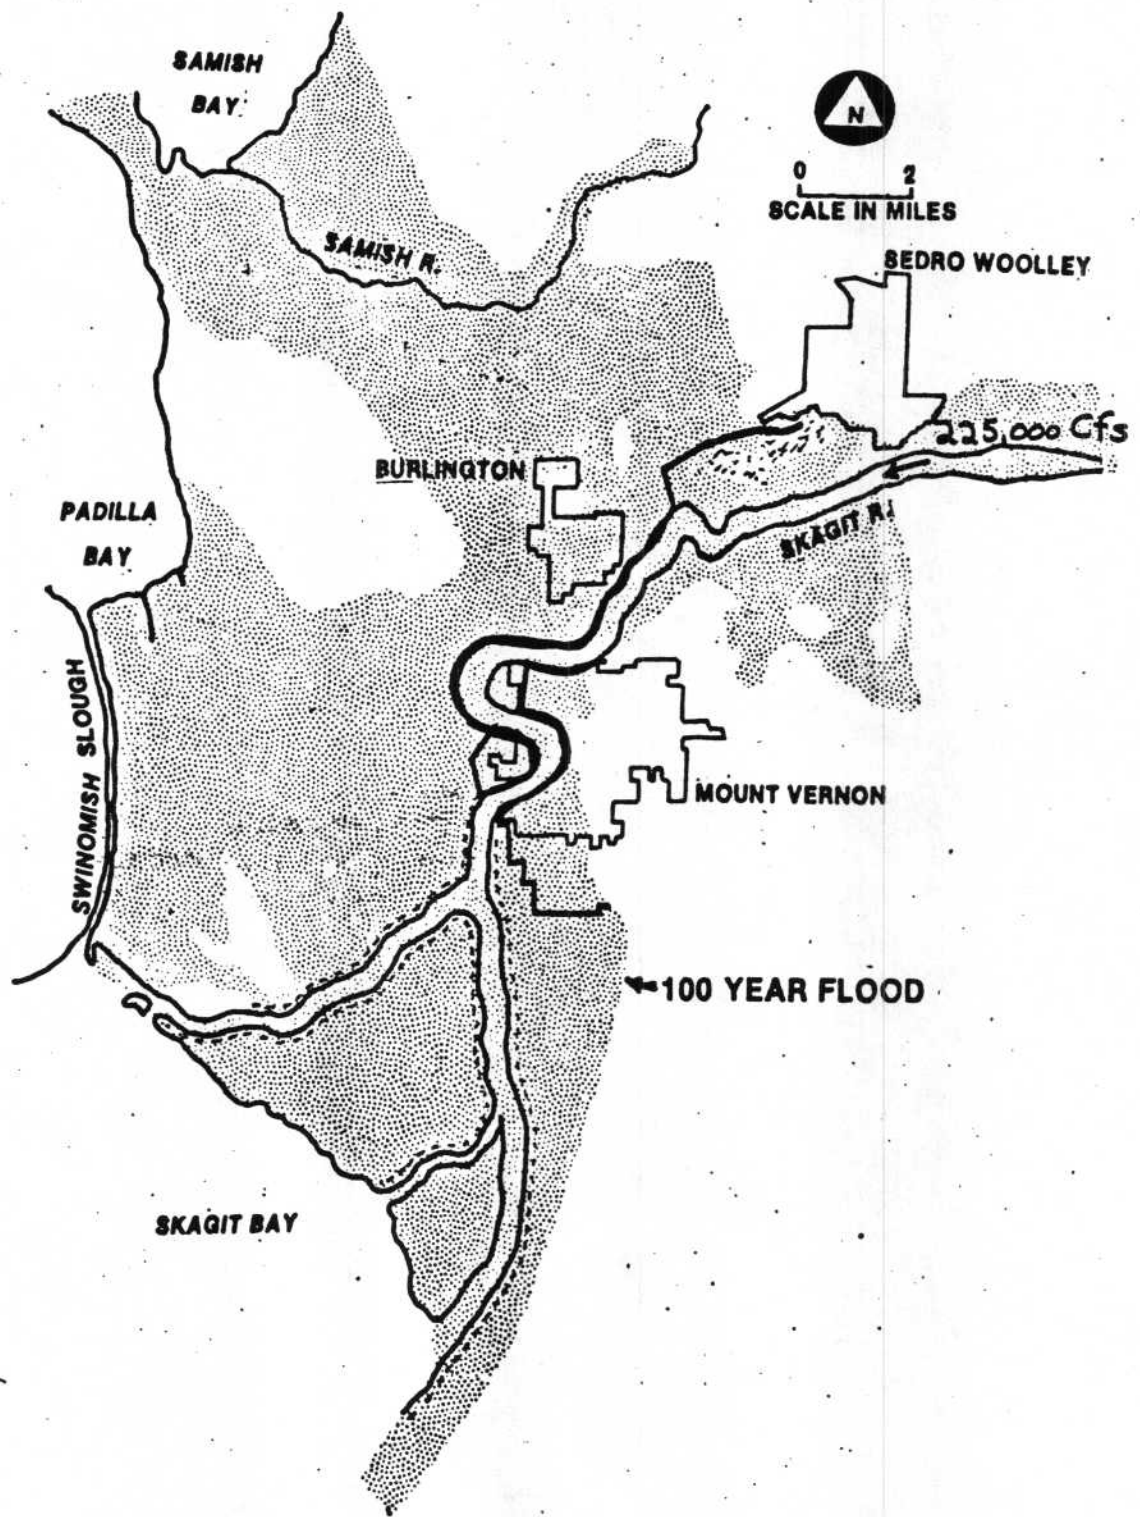 SAMISH
BAY
N
0 2
SCALE IN MILES
SAMISH R.
SEDRO WOOLLEY
225,000 Cfs
BURLINGTON
PADILLA
BAY
SKAGIT R.
SWINOMISH SLOUGH
MOUNT VERNON
100 YEAR FLOOD
SKAGIT BAY